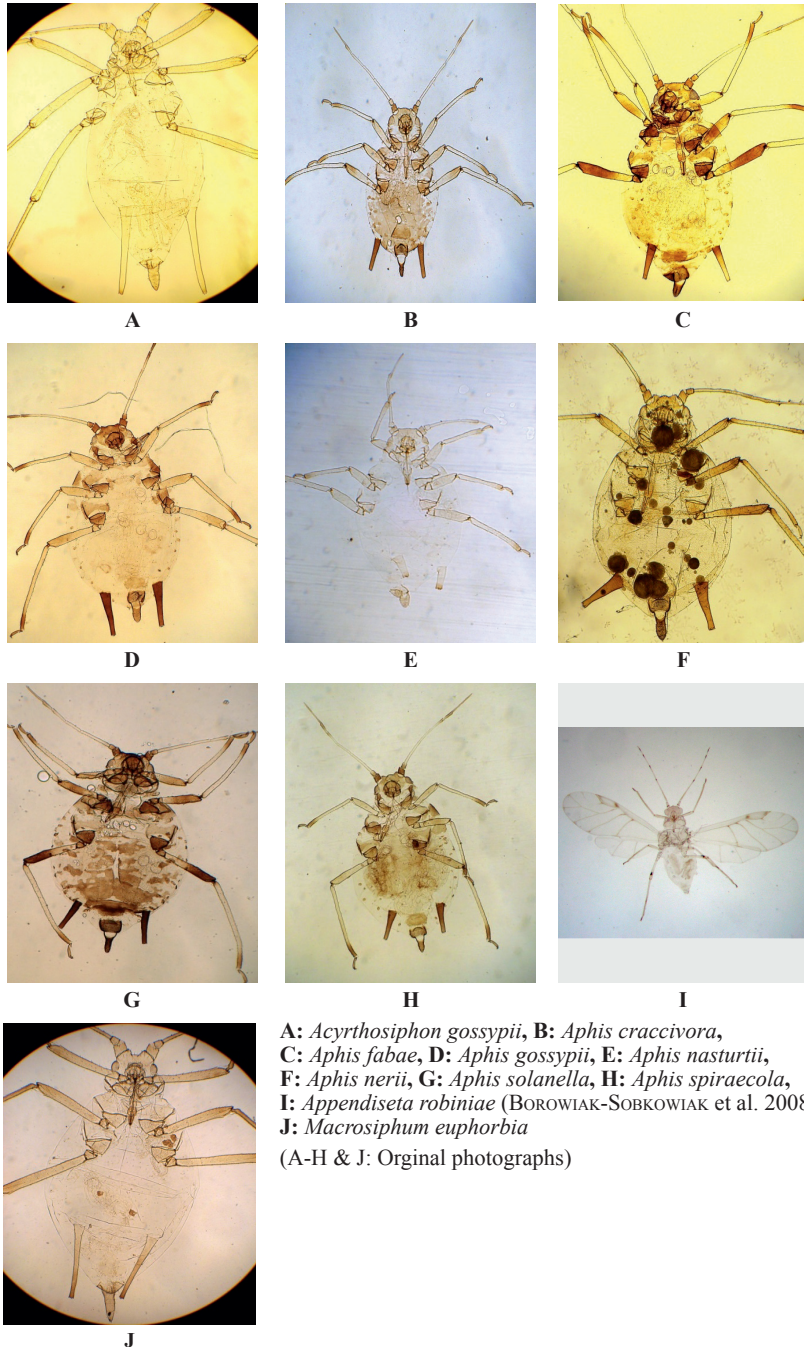 A
B
C
D
E
F
G
H
I
A: Acyrthosiphon gossypii, B: Aphis craccivora,
C: Aphis fabae, D: Aphis gossypii, E: Aphis nasturtii,
F: Aphis nerii, G: Aphis solanella, H: Aphis spiraecola,
I: Appendiseta robiniae (BOROWIAK-SOBKOWIAK et al. 2008
J: Macrosiphum euphorbia
(A-H & J: Orginal photographs)
J